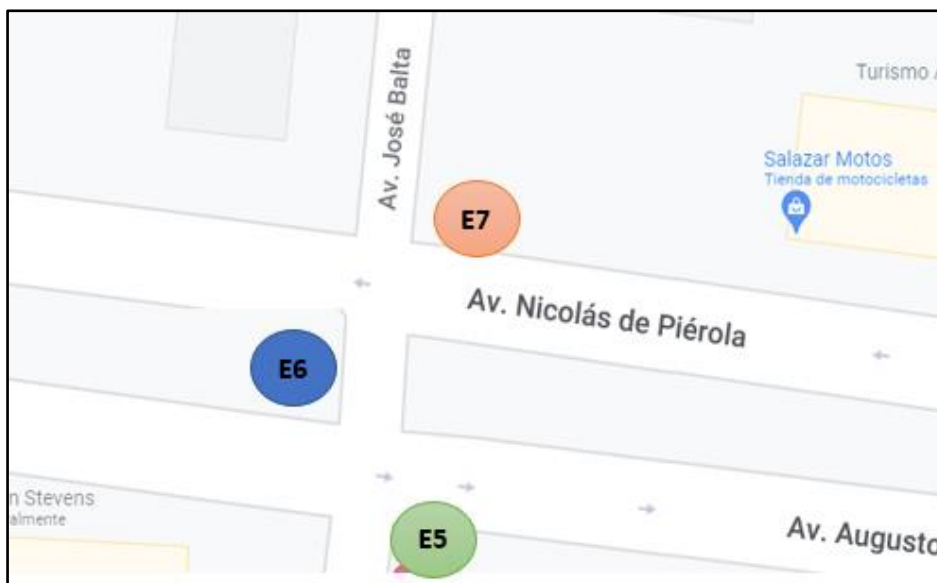 Av. José Balta
Turismo
Salazar Motos
Tienda de motocicletas
E7
Av. Nicolás de Piérola
E6
n Stevens
almente
E5
Av. Augusto